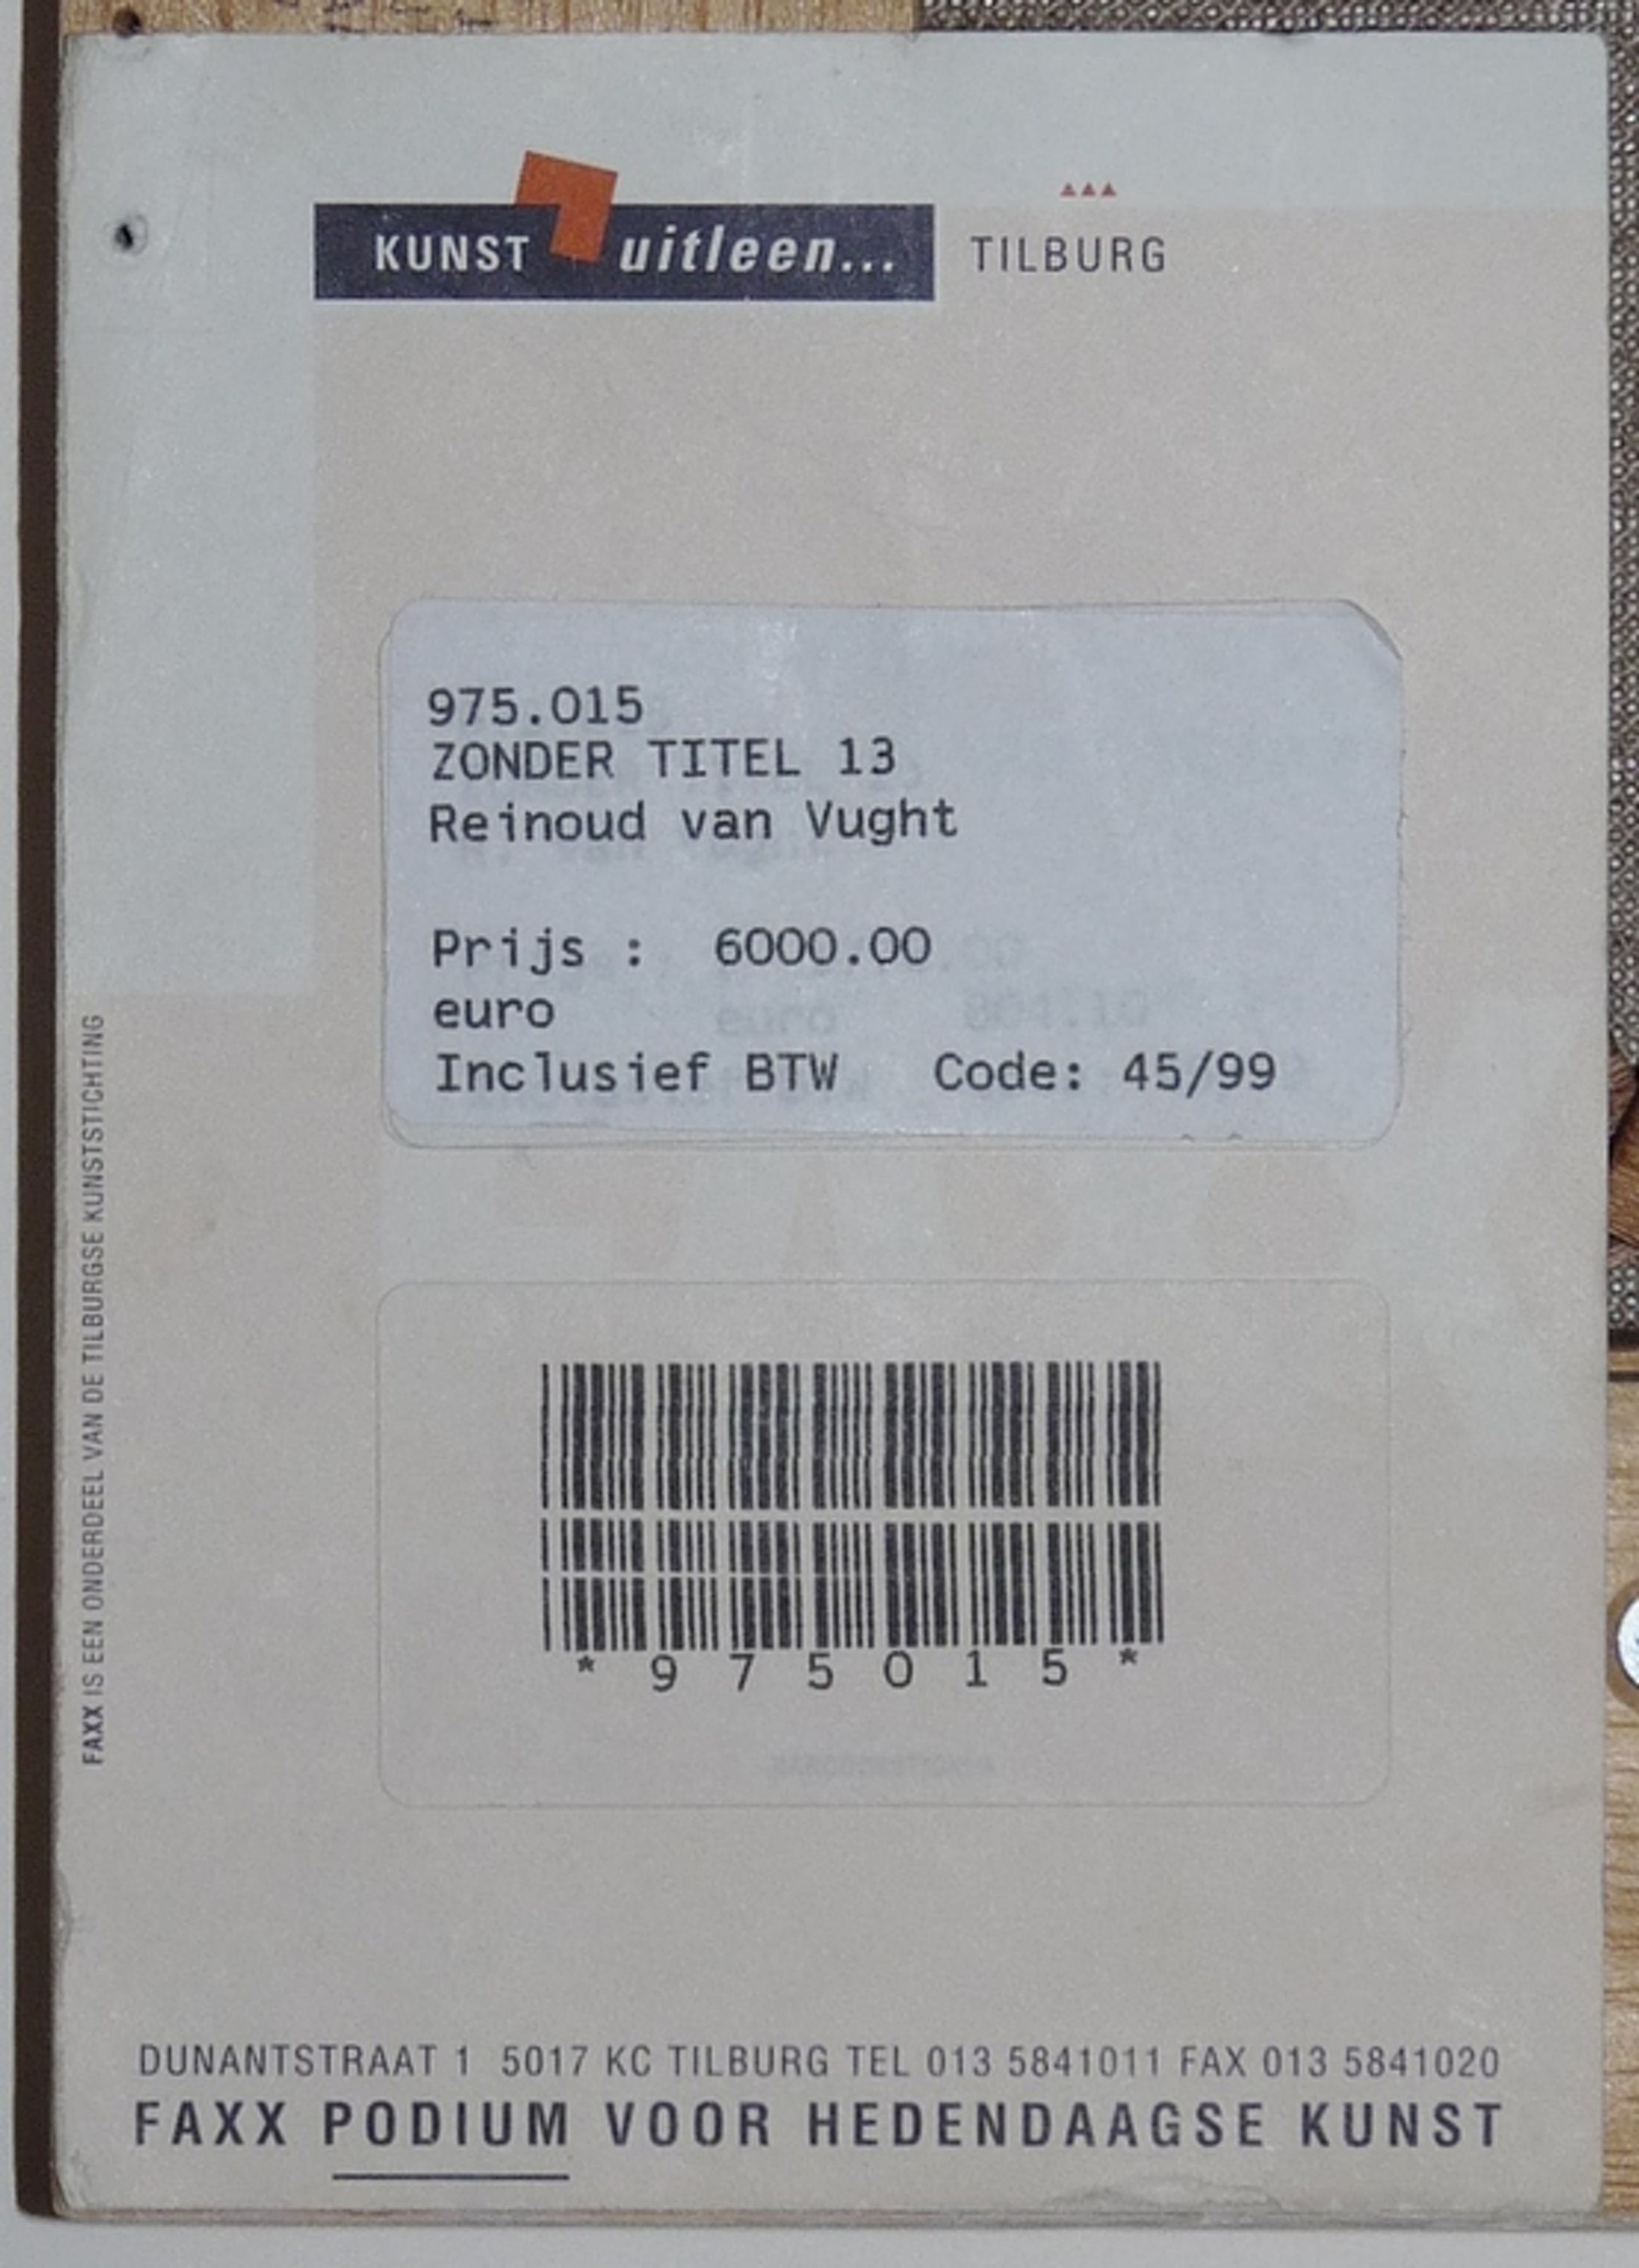 KUNST uitleen... TILBURG
975.015
ZONDER TITEL 13
Reinoud van Vught
Prijs : 6000.00
euro
Inclusief BTW Code: 45/99
*975015*
FAXX IS EEN ONDERDEEL VAN DE TILBURGSE KUNSTSTICHTING
DUNANTSTRAAT 1 5017 KC TILBURG TEL 013 5841011 FAX 013 5841020
FAXX PODIUM VOOR HEDENDAAGSE KUNST